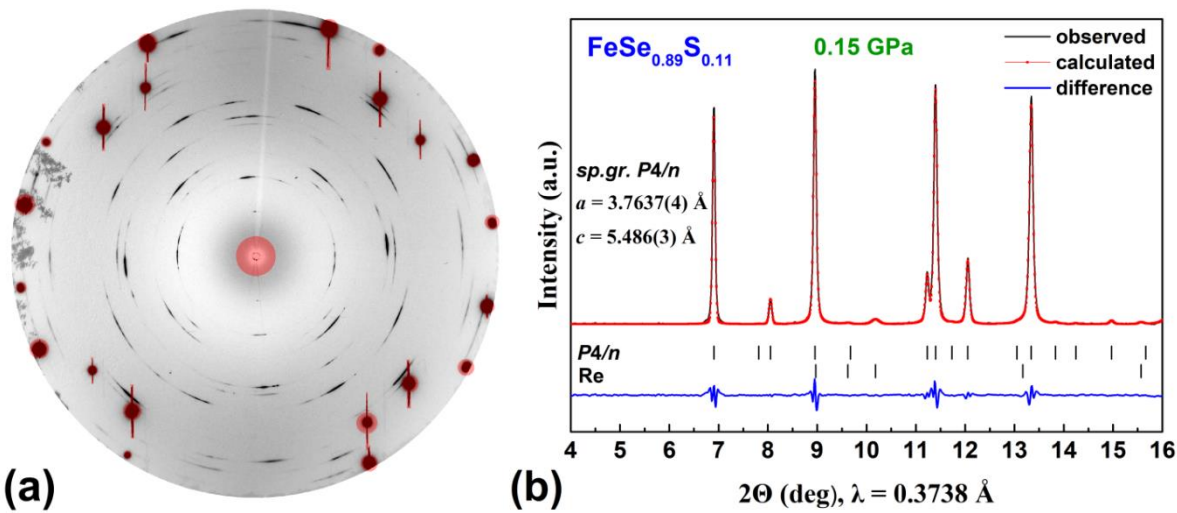 (a)
(b)
FeSe0.89S0.11
0.15 GPa
observed
calculated
difference
sp.gr. P4/n
a = 3.7637(4) Å
c = 5.486(3) Å
Intensity (a.u.)
P4/n
Re
4 5 6 7 8 9 10 11 12 13 14 15 16
2Θ (deg), λ = 0.3738 Å